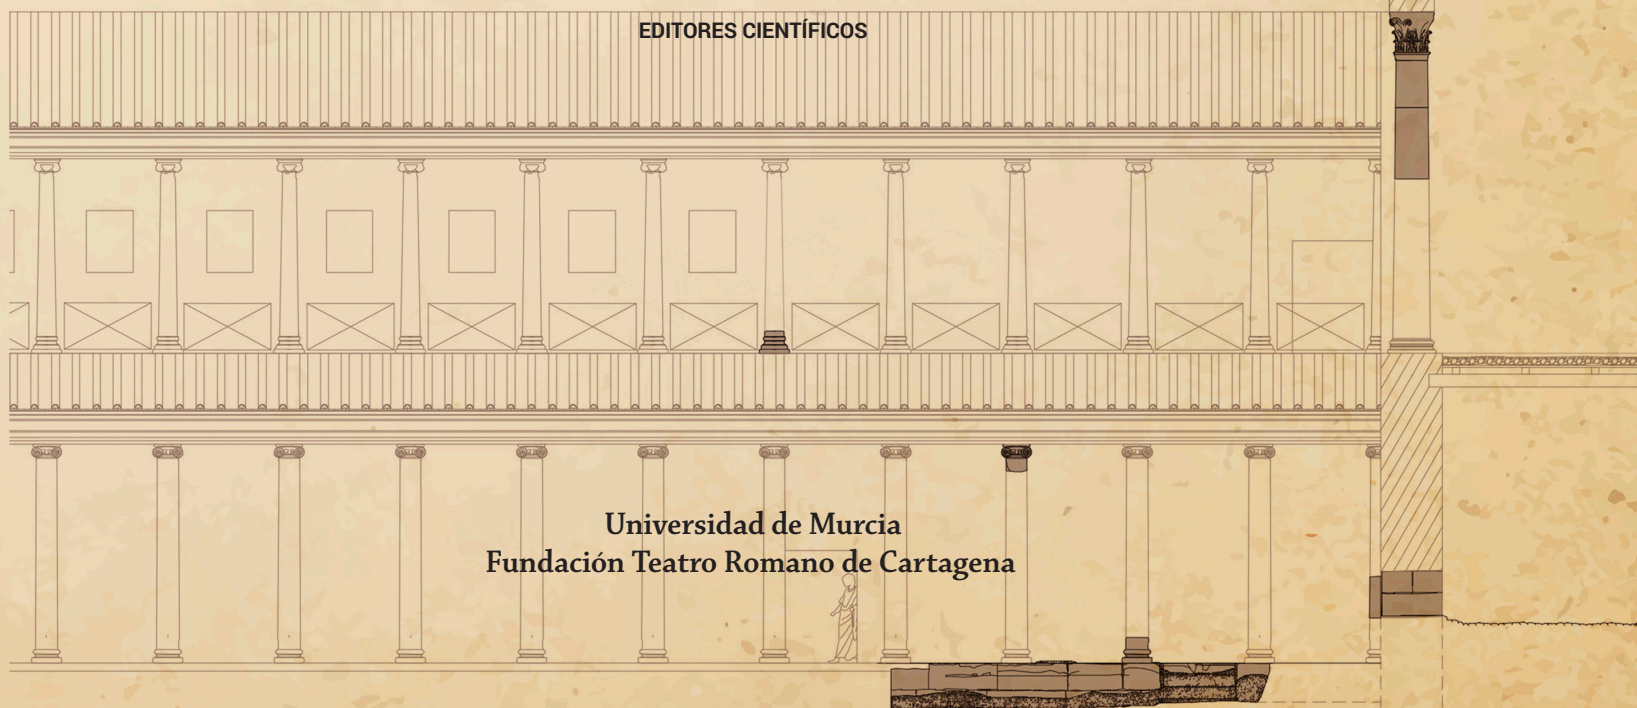 EDITORES CIENTÍFICOS
Universidad de Murcia
Fundación Teatro Romano de Cartagena